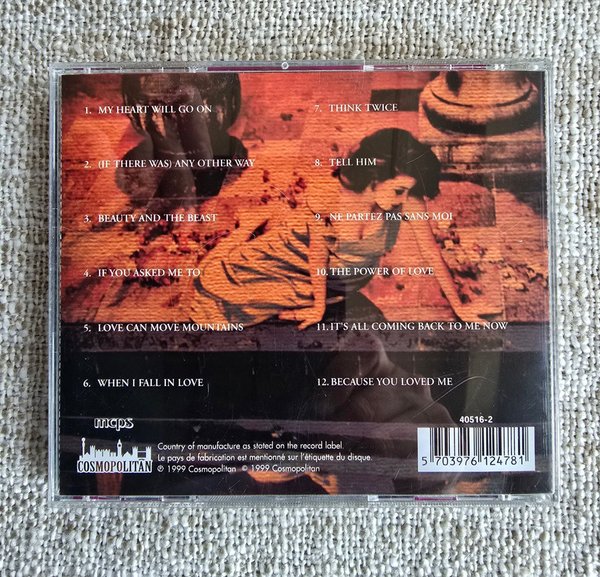 1. MY HEART WILL GO ON
2. (IF THERE WAS) ANY OTHER WAY
3. BEAUTY AND THE BEAST
4. IF YOU ASKED ME TO
5. LOVE CAN MOVE MOUNTAINS
6. WHEN I FALL IN LOVE
7. THINK TWICE
8. TELL HIM
9. NE PARTEZ PAS SANS MOI
10. THE POWER OF LOVE
11. IT'S ALL COMING BACK TO ME NOW
12. BECAUSE YOU LOVED ME
mcps
COSMOPOLITAN
Country of manufacture as stated on the record label.
Le pays de fabrication est mentionné sur l'étiquette du disque.
℗ 1999 Cosmopolitan © 1999 Cosmopolitan
40516-2
5 703976 124781